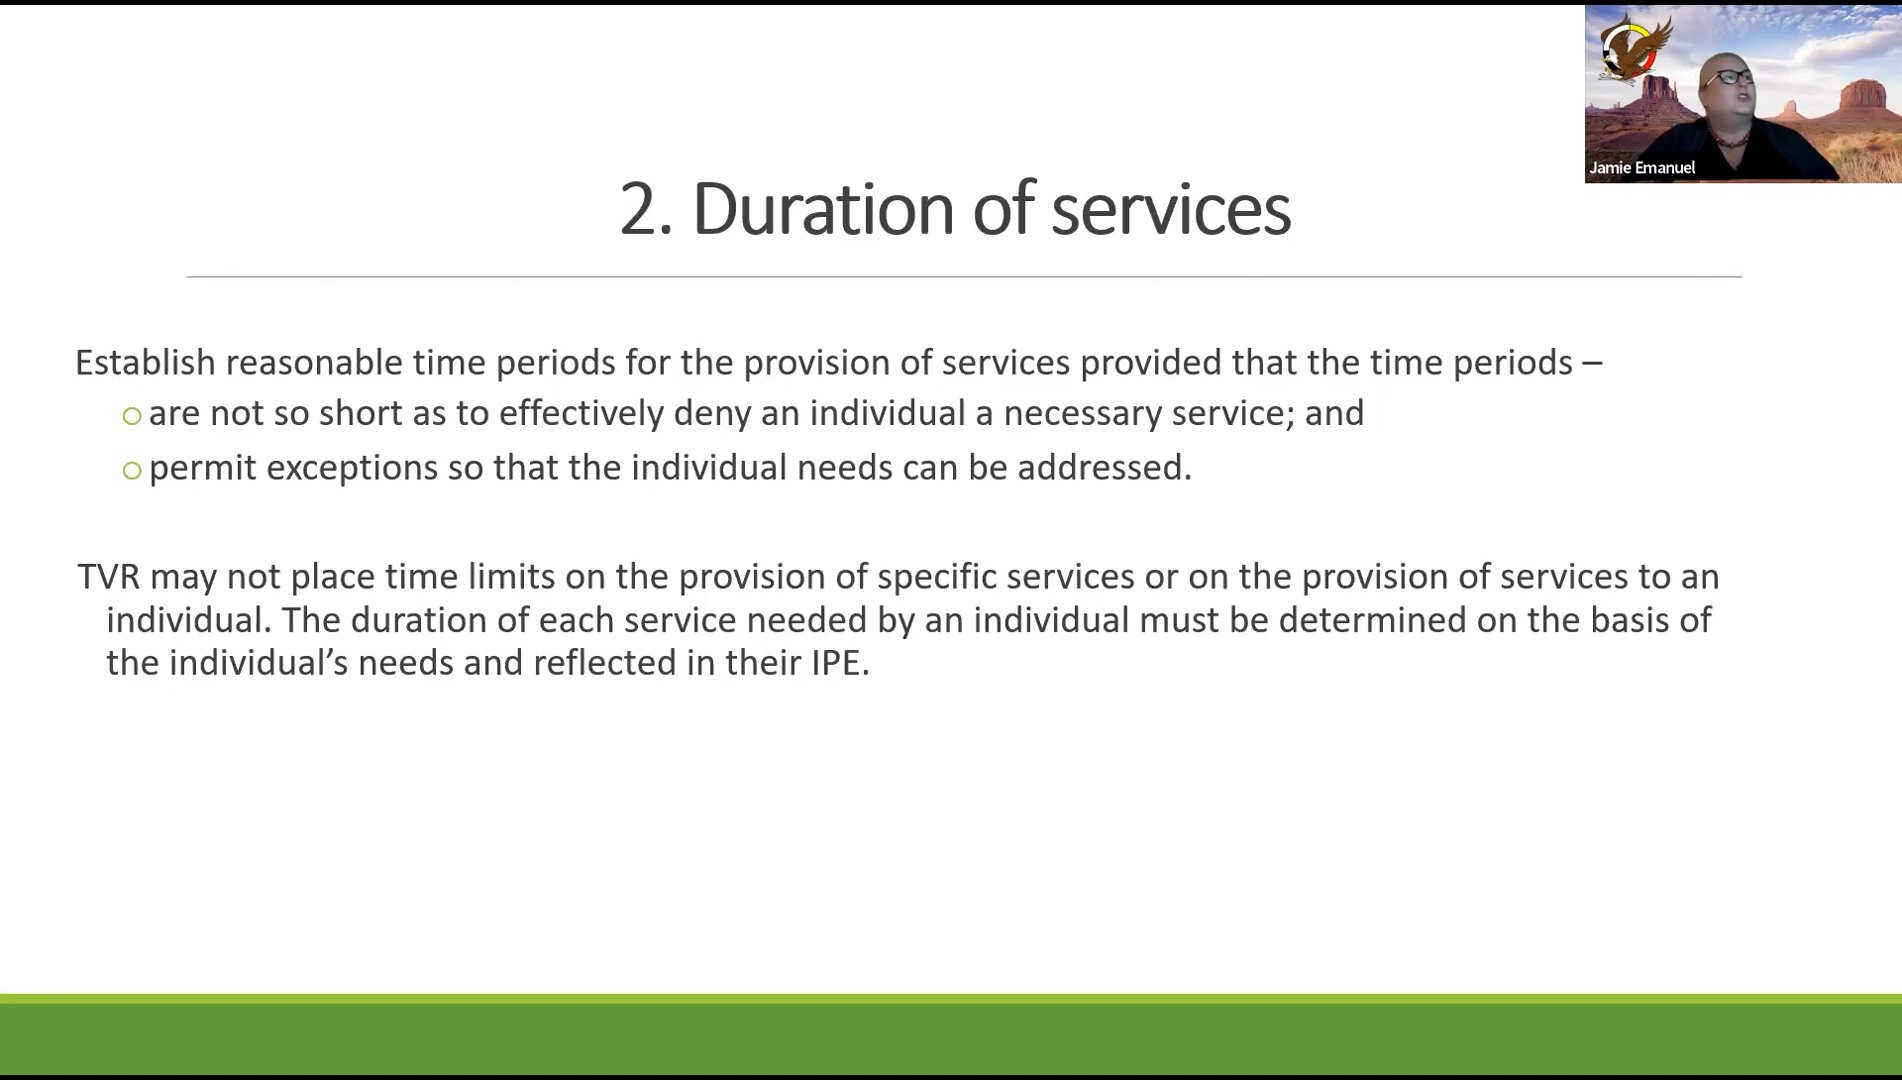 Jamie Emanuel
2. Duration of services
Establish reasonable time periods for the provision of services provided that the time periods –
are not so short as to effectively deny an individual a necessary service; and
permit exceptions so that the individual needs can be addressed.
TVR may not place time limits on the provision of specific services or on the provision of services to an
individual. The duration of each service needed by an individual must be determined on the basis of
the individual’s needs and reflected in their IPE.